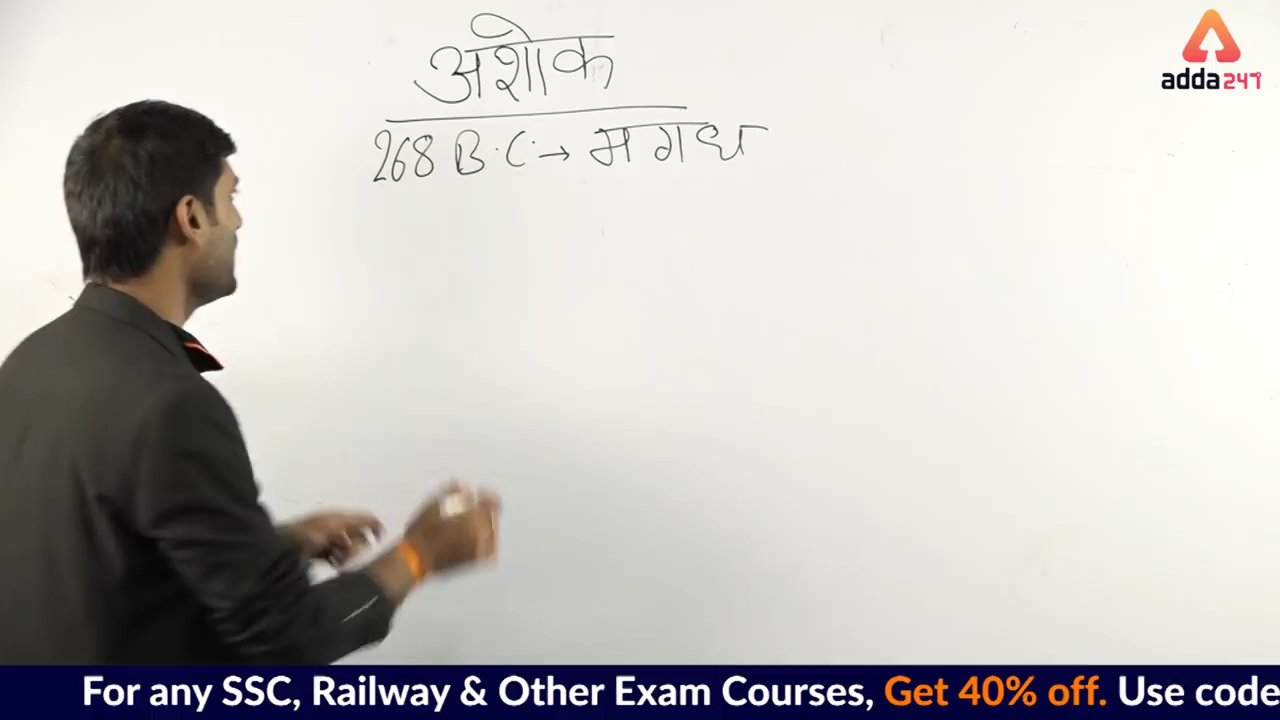 अशोक
268 B.C. → मगध
adda247
For any SSC, Railway & Other Exam Courses, Get 40% off. Use code